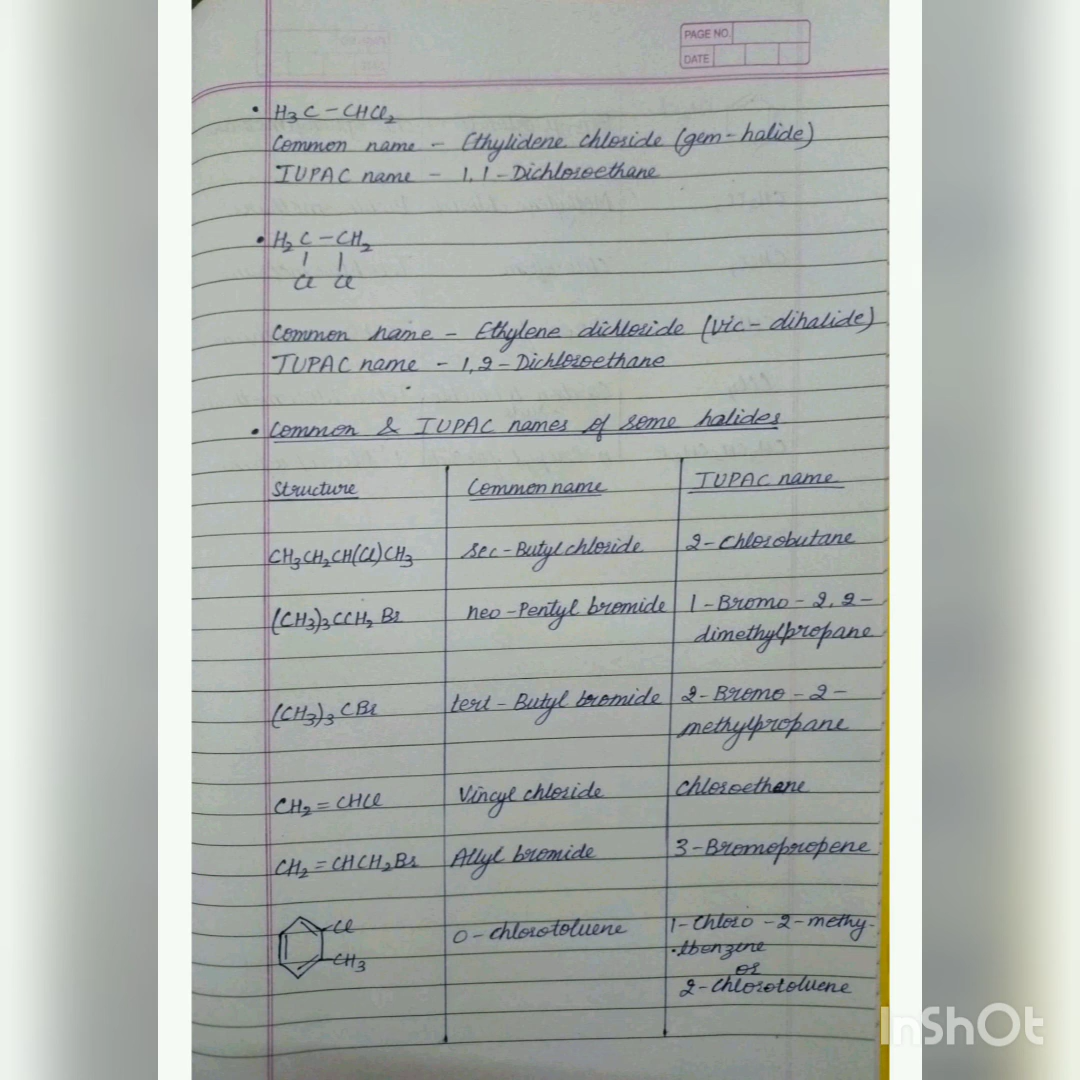 PAGE NO.
DATE
• H₃C – CHCl₂
Common name – Ethylidene chloride (gem-halide)
IUPAC name – 1,1-Dichloroethane
• H₂C – CH₂
| |
Cl Cl
Common name – Ethylene dichloride (vic-dihalide)
IUPAC name – 1,2-Dichloroethane
• Common & IUPAC names of some halides
Structure Common name IUPAC name
CH₃CH₂CH(Cl)CH₃ sec-Butyl chloride 2-Chlorobutane
(CH₃)₃CCH₂Br neo-Pentyl bromide 1-Bromo-2,2-
dimethylpropane
(CH₃)₃CBr tert-Butyl bromide 2-Bromo-2-
methylpropane
CH₂=CHCl Vincyl chloride Chloroethene
CH₂=CHCH₂Br Allyl bromide 3-Bromopropene
Cl
CH₃
o-chlorotoluene 1-Chloro-2-methy-
lbenzene
or
2-Chlorotoluene
InShOt